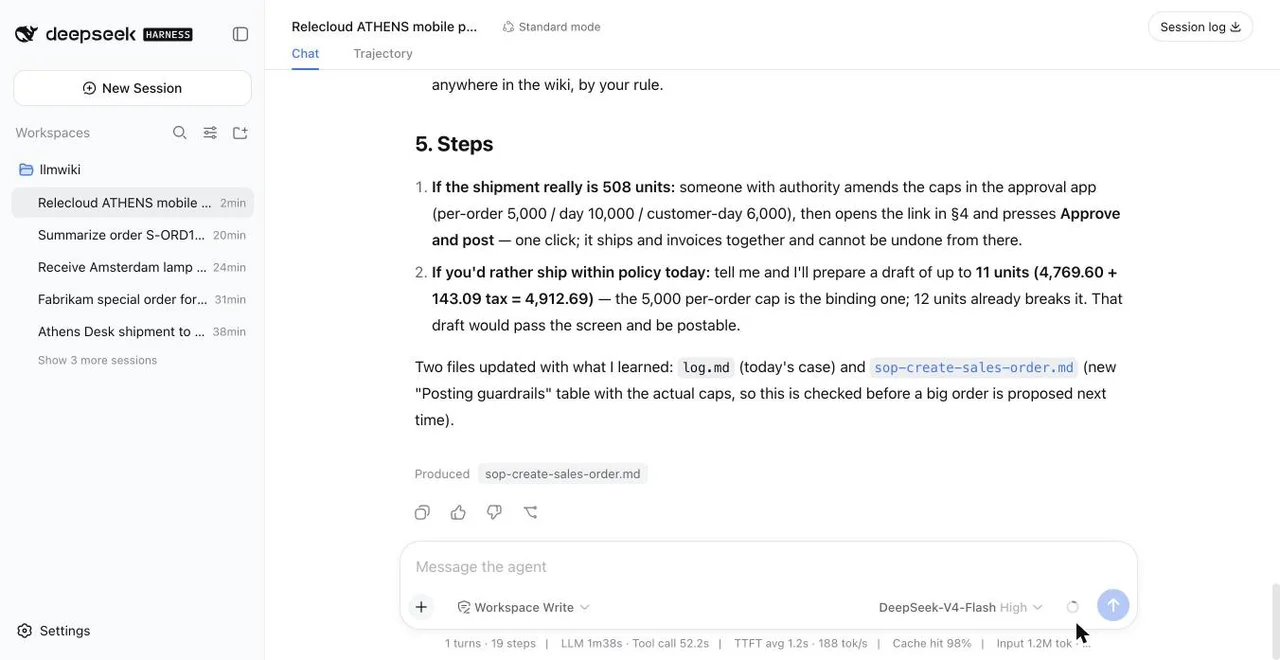 deepseek HARNESS
New Session
Workspaces
llmwiki
Relecloud ATHENS mobile ... 2min
Summarize order S-ORD1... 20min
Receive Amsterdam lamp ... 24min
Fabrikam special order for... 31min
Athens Desk shipment to ... 38min
Show 3 more sessions
Settings
Relecloud ATHENS mobile p... Standard mode Session log
Chat Trajectory
anywhere in the wiki, by your rule.
5. Steps
1. If the shipment really is 508 units: someone with authority amends the caps in the approval app
(per-order 5,000 / day 10,000 / customer-day 6,000), then opens the link in §4 and presses Approve
and post — one click; it ships and invoices together and cannot be undone from there.
2. If you'd rather ship within policy today: tell me and I'll prepare a draft of up to 11 units (4,769.60 +
143.09 tax = 4,912.69) — the 5,000 per-order cap is the binding one; 12 units already breaks it. That
draft would pass the screen and be postable.
Two files updated with what I learned: log.md (today's case) and sop-create-sales-order.md (new
"Posting guardrails" table with the actual caps, so this is checked before a big order is proposed next
time).
Produced sop-create-sales-order.md
Message the agent
Workspace Write DeepSeek-V4-Flash High
1 turns · 19 steps | LLM 1m38s · Tool call 52.2s | TTFT avg 1.2s · 188 tok/s | Cache hit 98% | Input 1.2M tok · ...